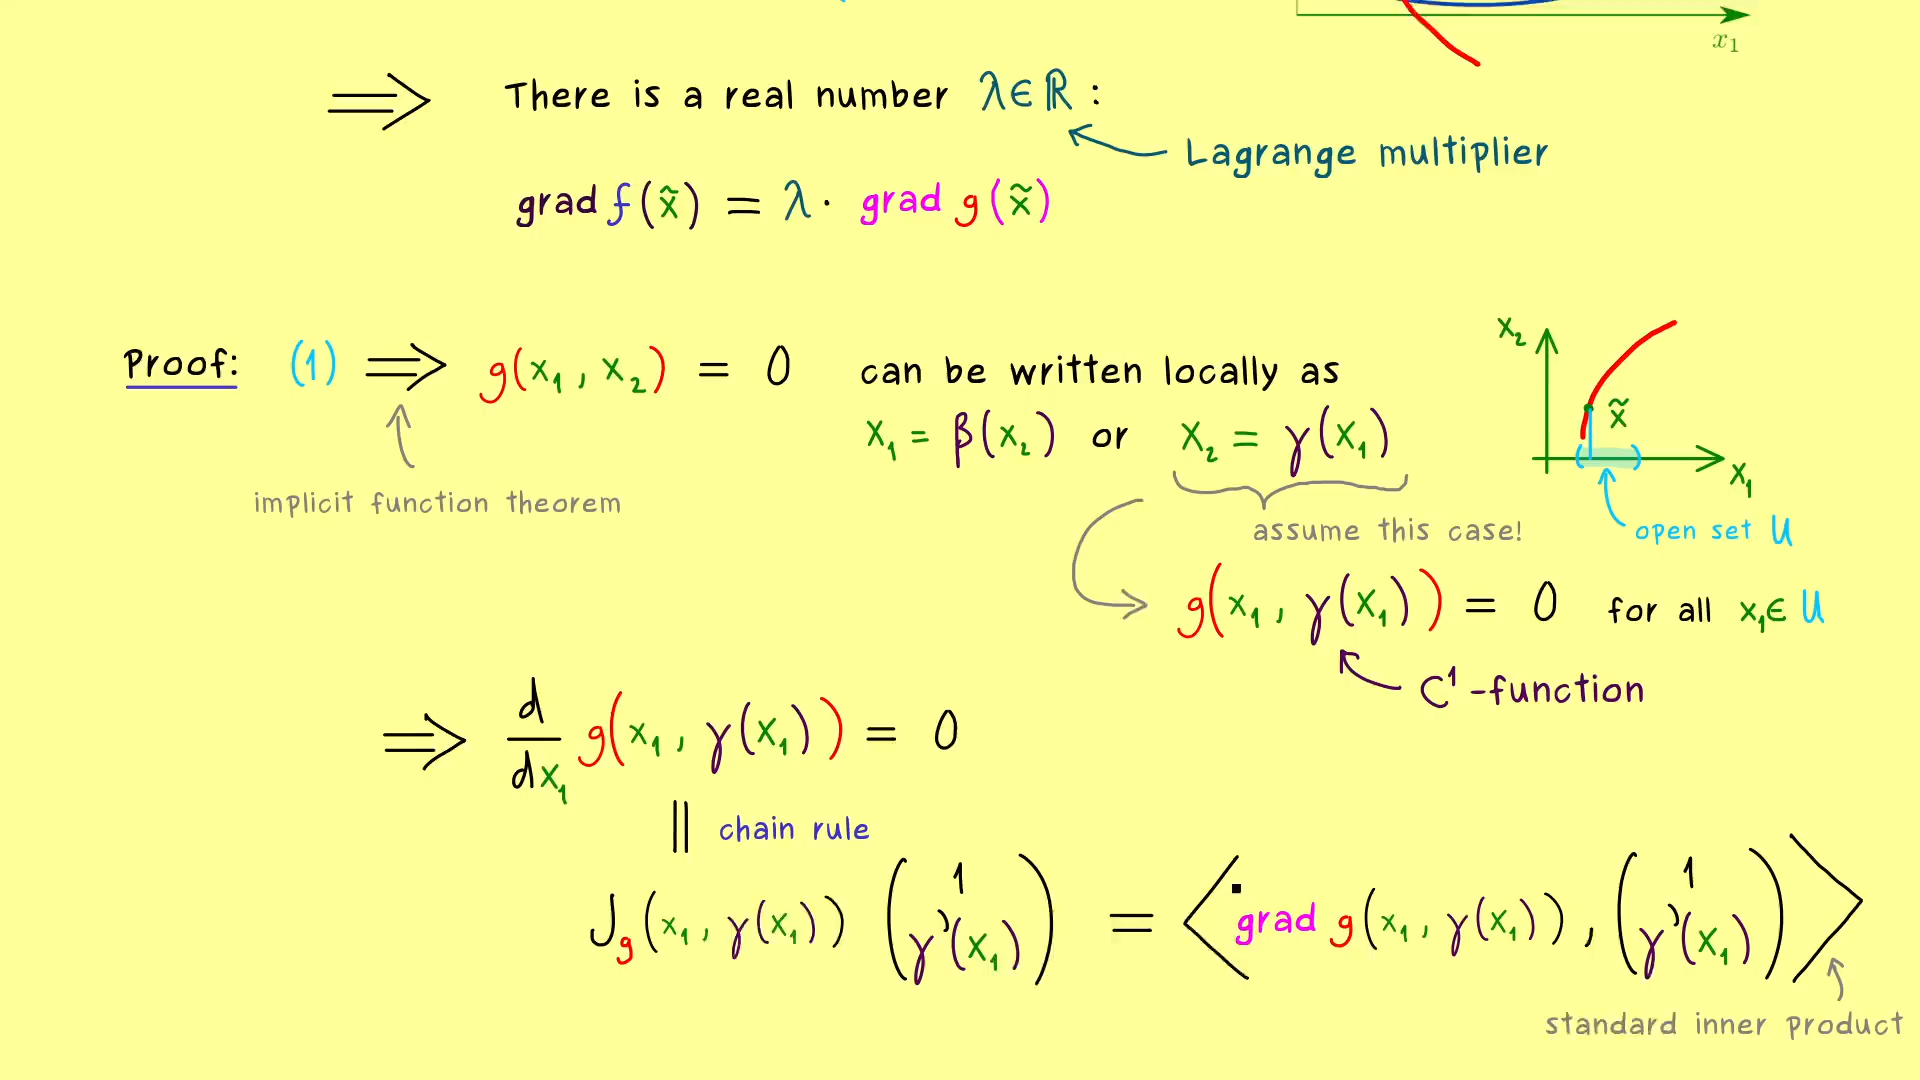 x₁
⟹ There is a real number λ∈ℝ :
Lagrange multiplier
grad f(x̃) = λ · grad g(x̃)
Proof: (1) ⟹ g(x₁, x₂) = 0 can be written locally as
x₁ = β(x₂) or x₂ = γ(x₁)
implicit function theorem
assume this case!
x₂
x̃
x₁
open set U
g(x₁, γ(x₁)) = 0 for all x₁∈U
C¹-function
⟹ d/dx₁ g(x₁, γ(x₁)) = 0
|| chain rule
J_g(x₁, γ(x₁)) (1 γ'(x₁)) = ⟨grad g(x₁, γ(x₁)), (1 γ'(x₁))⟩
standard inner product